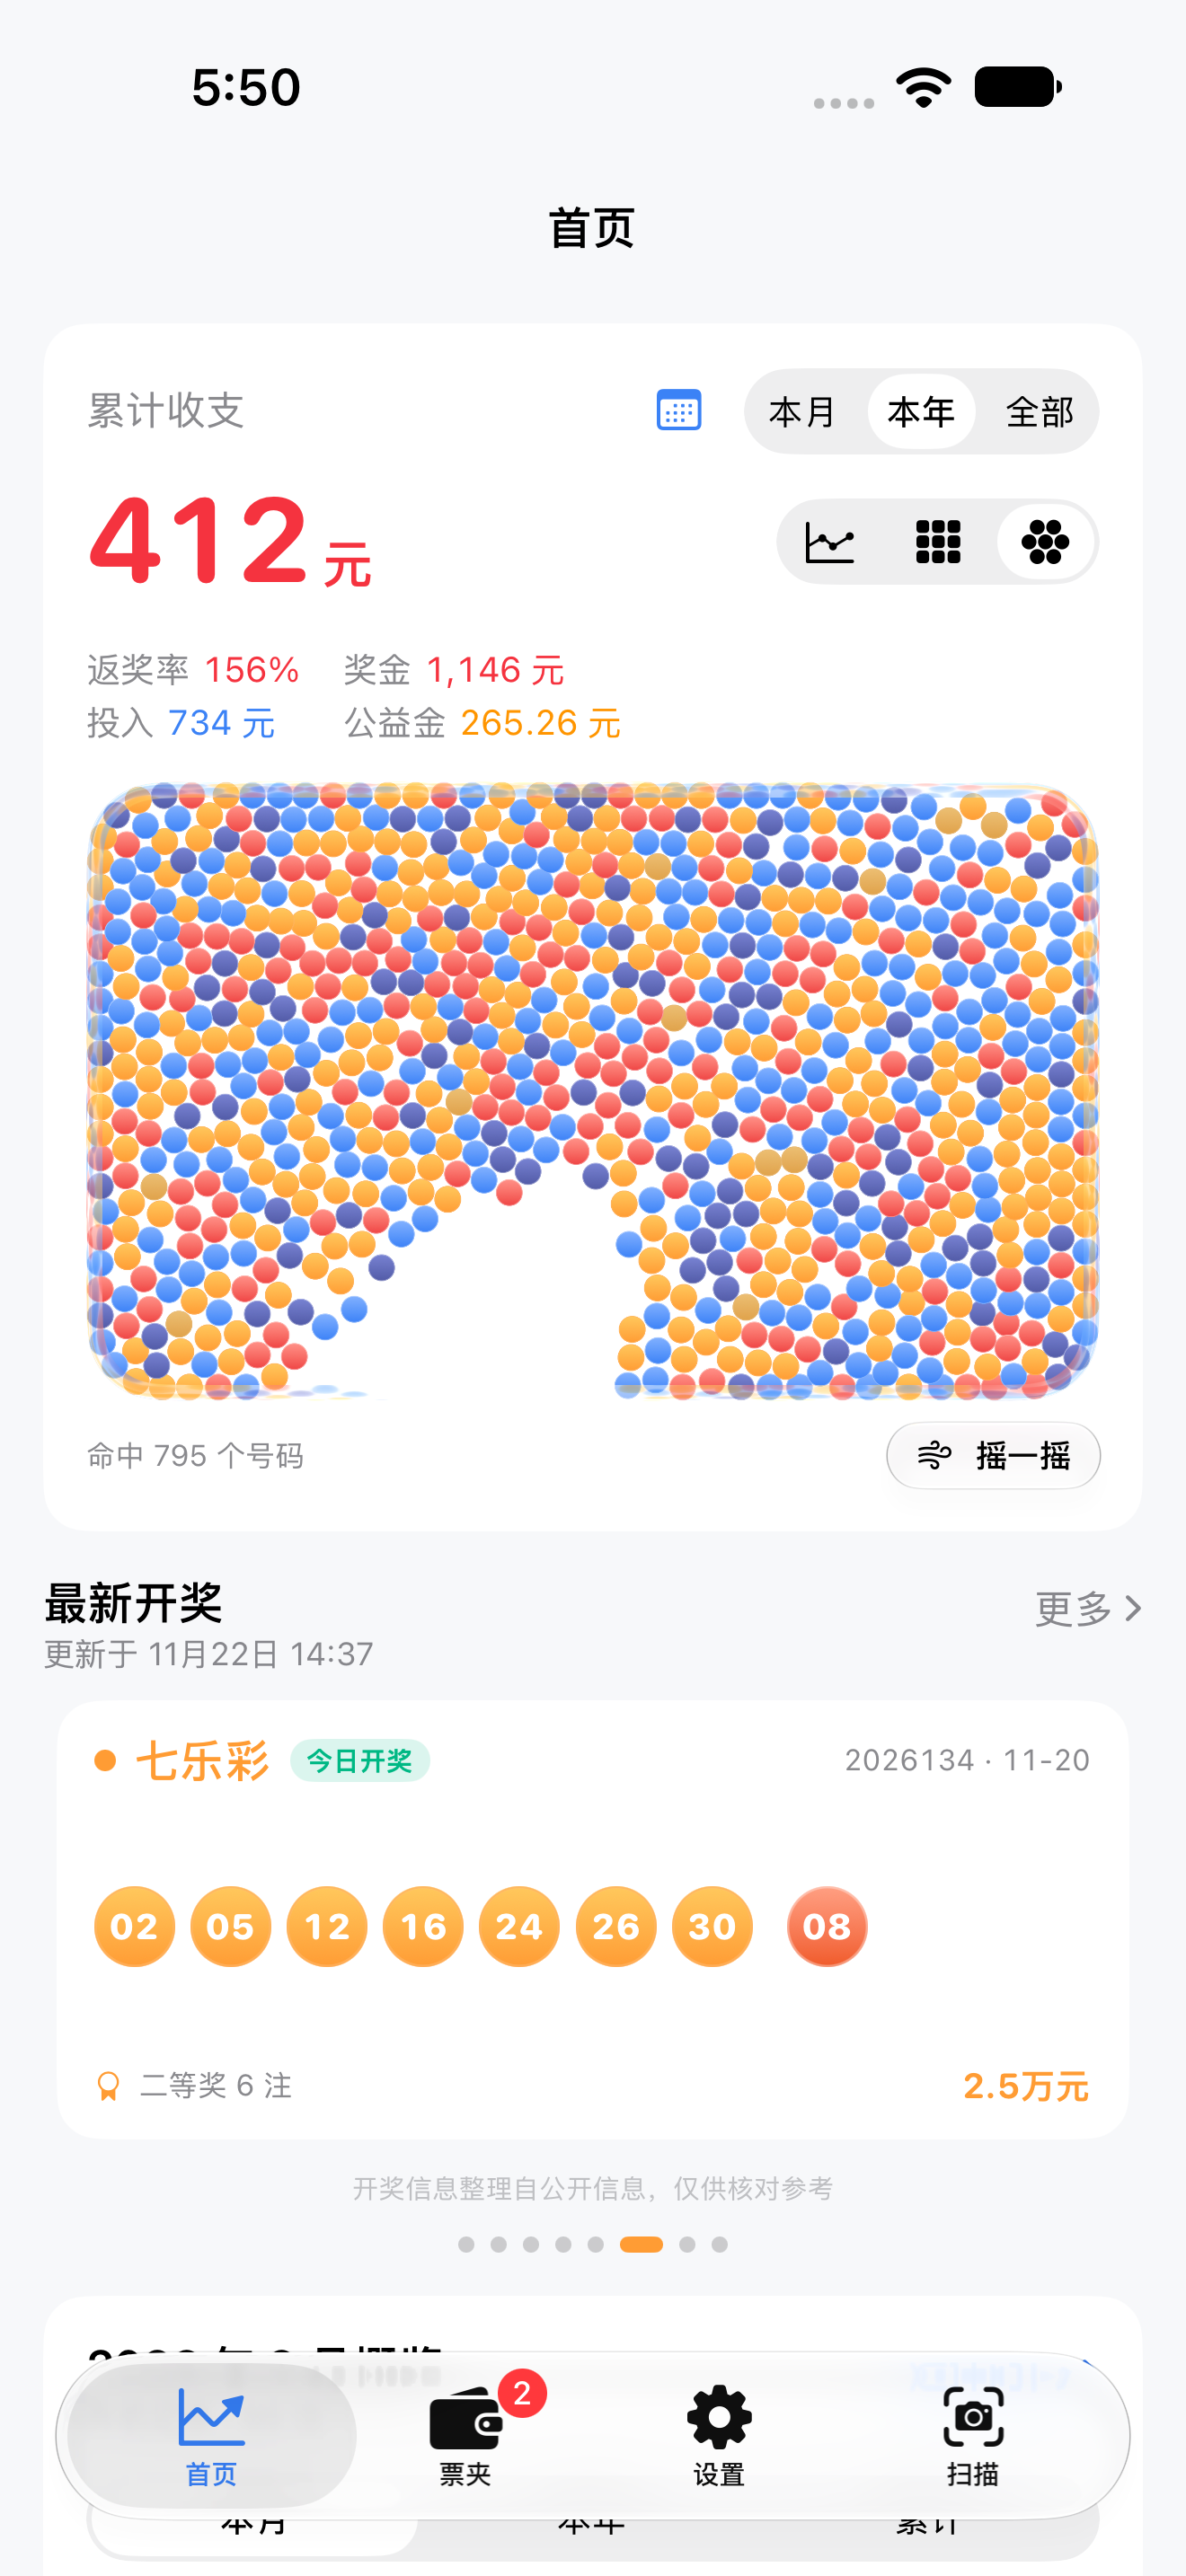 5:50
首页
累计收支
本月 本年 全部
412 元
返奖率 156% 奖金 1,146 元
投入 734 元 公益金 265.26 元
命中 795 个号码
摇一摇
最新开奖
更多
更新于 11月22日 14:37
七乐彩 今日开奖 2026134 · 11-20
02 05 12 16 24 26 30 08
二等奖 6 注 2.5万元
开奖信息整理自公开信息，仅供核对参考
2
首页 票夹 设置 扫描
本月 本年 累计